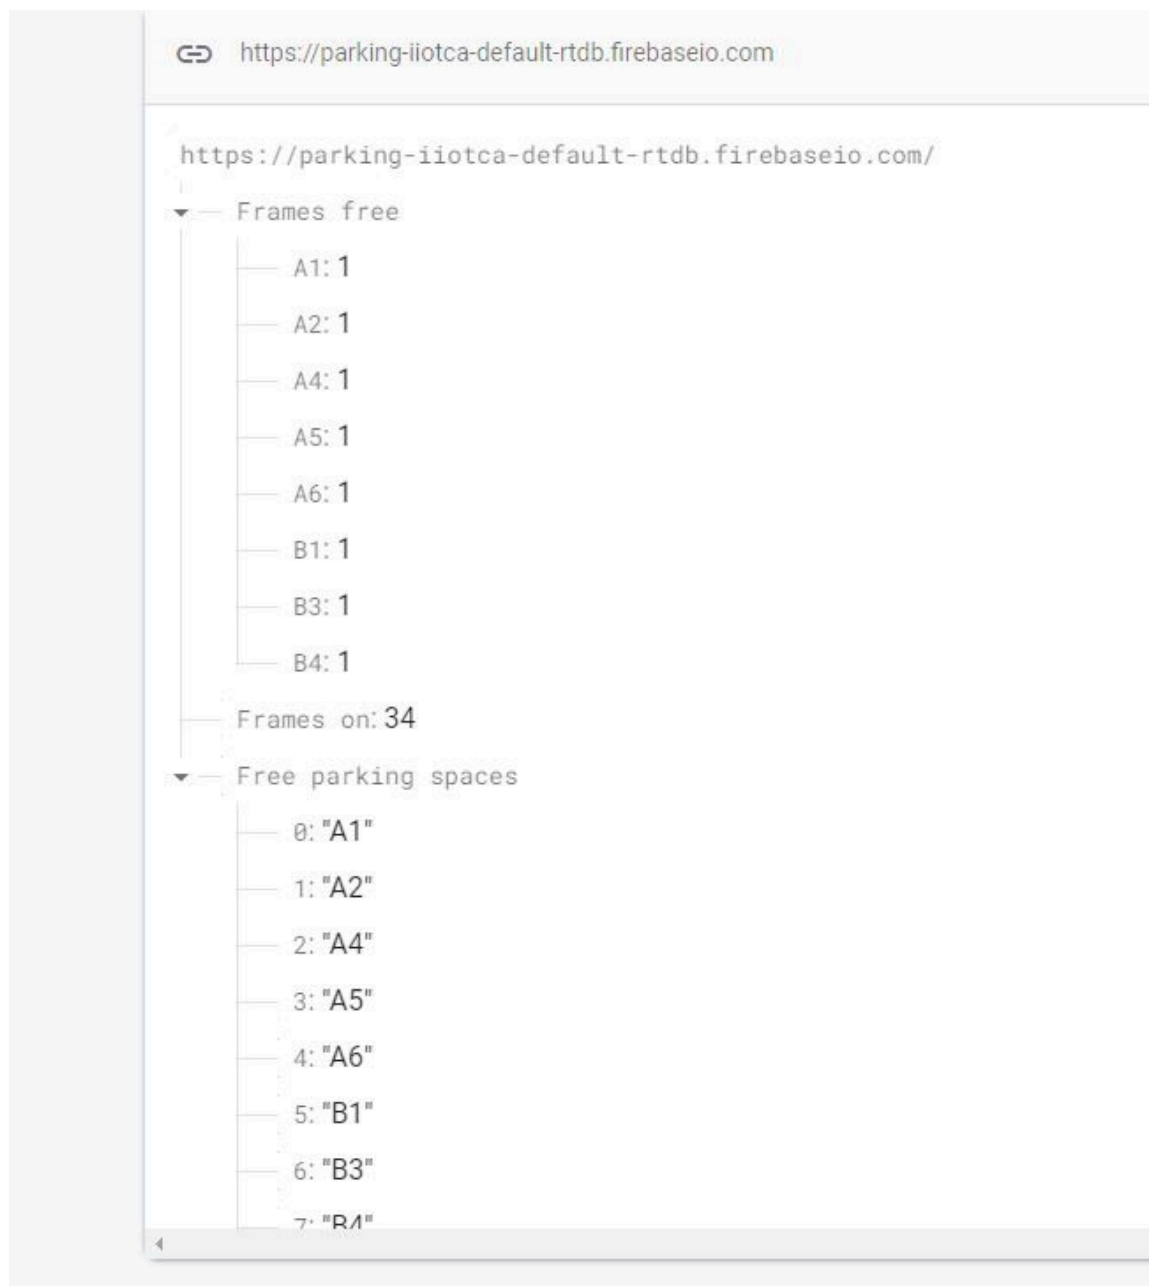 https://parking-iiotca-default-rtdb.firebaseio.com
https://parking-iiotca-default-rtdb.firebaseio.com/
Frames free
A1: 1
A2: 1
A4: 1
A5: 1
A6: 1
B1: 1
B3: 1
B4: 1
Frames on: 34
Free parking spaces
0: "A1"
1: "A2"
2: "A4"
3: "A5"
4: "A6"
5: "B1"
6: "B3"
7: "B4"